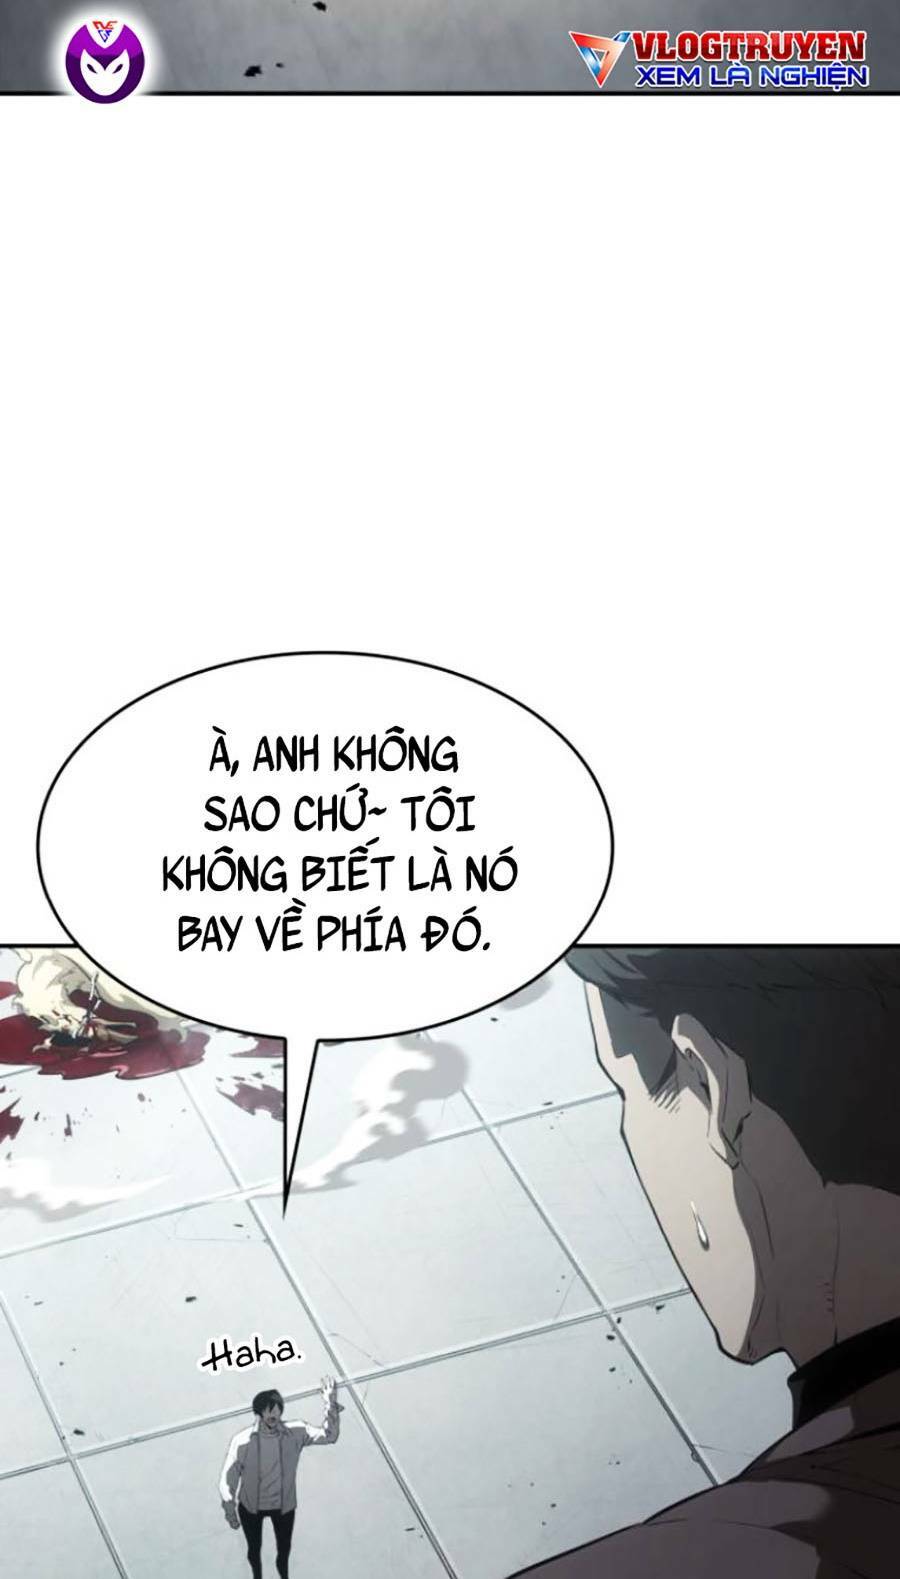 VLOGTRUYEN
XEM LÀ NGHIỆN
À, ANH KHÔNG
SAO CHỨ~ TÔI
KHÔNG BIẾT LÀ NÓ
BAY VỀ PHÍA ĐÓ.
Haha.